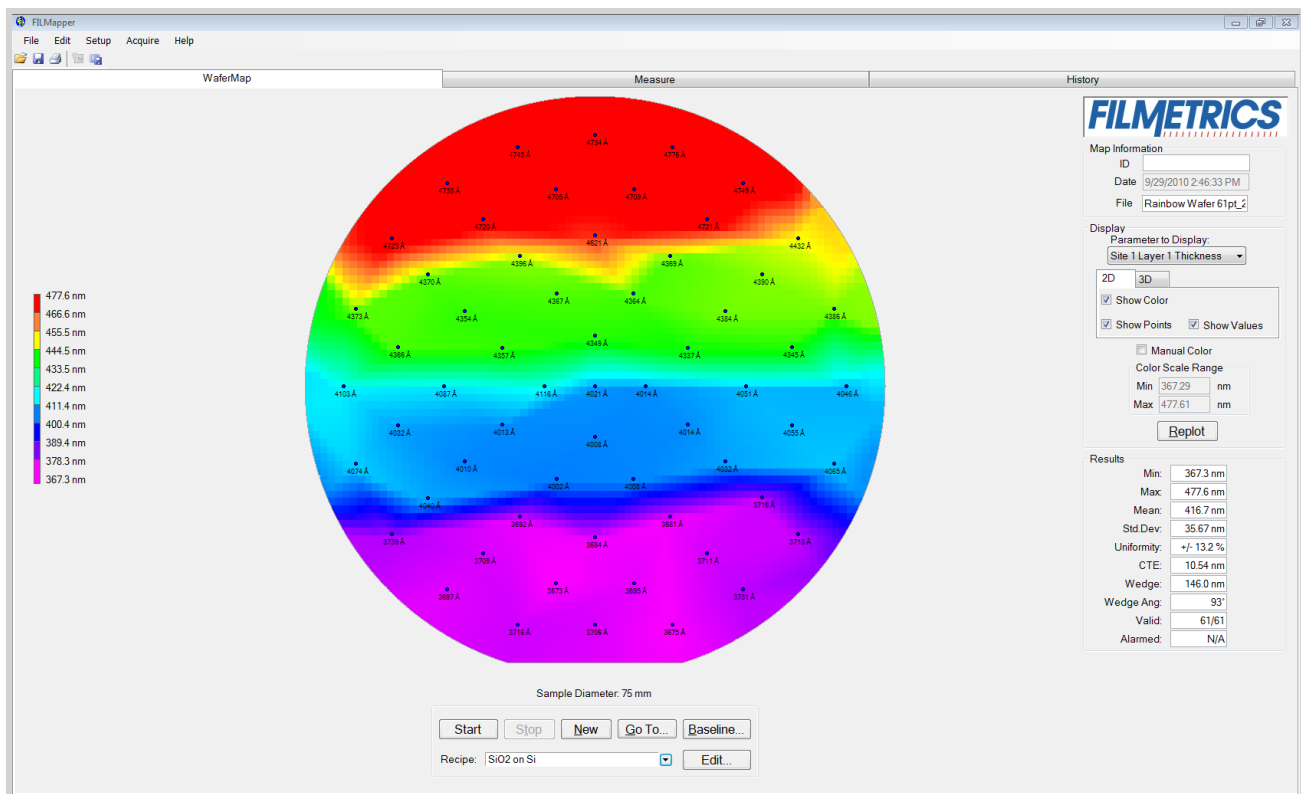 FILMapper
File Edit Setup Acquire Help
WaferMap Measure History
FILMETRICS
Map Information
ID
Date 9/29/2010 2:46:33 PM
File Rainbow Wafer 61pt_2
Display
Parameter to Display:
Site 1 Layer 1 Thickness
2D 3D
Show Color
Show Points Show Values
Manual Color
Color Scale Range
Min 367.29 nm
Max 477.61 nm
Replot
Results
Min: 367.3 nm
Max: 477.6 nm
Mean: 416.7 nm
Std.Dev: 35.67 nm
Uniformity: +/- 13.2 %
CTE: 10.54 nm
Wedge: 146.0 nm
Wedge Ang: 93°
Valid: 61/61
Alarmed: N/A
477.6 nm
466.6 nm
455.5 nm
444.5 nm
433.5 nm
422.4 nm
411.4 nm
400.4 nm
389.4 nm
378.3 nm
367.3 nm
4734 Å
4743 Å 4776 Å
4738 Å 4705 Å 4709 Å 4749 Å
4720 Å 4721 Å
4723 Å 4621 Å 4432 Å
4396 Å 4369 Å
4370 Å 4390 Å
4367 Å 4364 Å
4373 Å 4354 Å 4384 Å 4386 Å
4349 Å
4366 Å 4357 Å 4337 Å 4345 Å
4103 Å 4087 Å 4116 Å 4021 Å 4014 Å 4051 Å 4046 Å
4032 Å 4013 Å 4014 Å 4055 Å
4008 Å
4074 Å 4010 Å 4032 Å 4065 Å
4002 Å 4008 Å
4040 Å 3715 Å
3692 Å 3681 Å
3739 Å 3684 Å 3710 Å
3709 Å 3711 Å
3697 Å 3673 Å 3695 Å 3731 Å
3716 Å 3706 Å 3675 Å
Sample Diameter: 75 mm
Start Stop New Go To... Baseline...
Recipe: SiO2 on Si Edit...